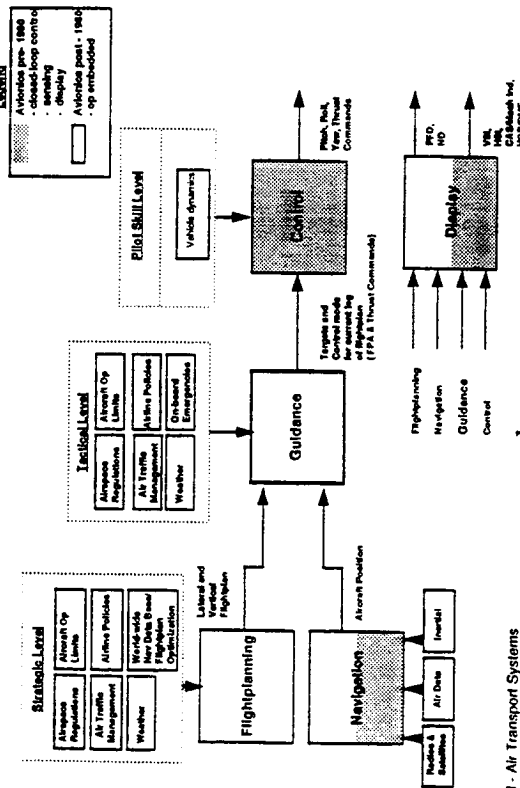 Legend
Avionics pre- 1980
- closed-loop control
- sensing
- display
Avionics post - 1980
- op embedded
Strategic Level
Airspace
Regulations
Aircraft Op
Limits
Air Traffic
Management
Airline Policies
Weather
World-wide
Nav Data Base/
Flightplan
Optimization
Tactical Level
Airspace
Regulations
Aircraft Op
Limits
Air Traffic
Management
Airline Policies
Weather
On-board
Emergencies
Pilot Skill Level
Vehicle dynamics
Flightplanning
Lateral and
Vertical
Flightplan
Navigation
Aircraft Position
Radios &
Satellites
Air Data
Inertial
Guidance
Targets and
Control mode
for current leg
of flightplan
( FPA & Thrust Commands)
Control
Pitch, Roll,
Yaw, Thrust
Commands
Flightplanning
Navigation
Guidance
Control
Display
PFD,
ND
VSI,
HSI,
CAS/Mach Ind,
- Air Transport Systems